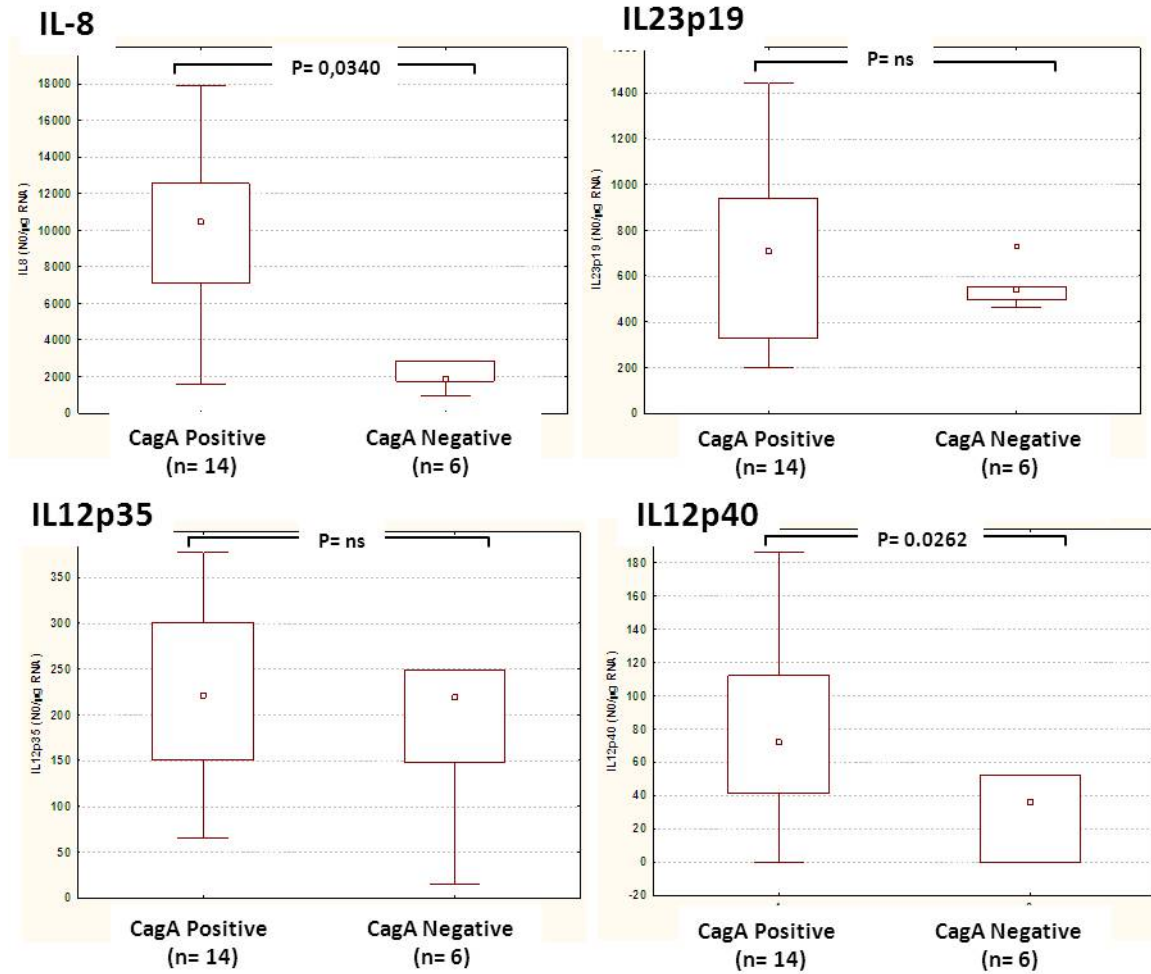 IL-8
P= 0,0340
18000
16000
14000
12000
10000
8000
6000
4000
2000
0
IL8 (N0/µg RNA)
CagA Positive
(n= 14)
CagA Negative
(n= 6)
IL23p19
P= ns
1400
1200
1000
800
600
400
200
0
IL23p19 (N0/µg RNA)
CagA Positive
(n= 14)
CagA Negative
(n= 6)
IL12p35
P= ns
350
300
250
200
150
100
50
0
IL12p35 (N0/µg RNA)
CagA Positive
(n= 14)
CagA Negative
(n= 6)
IL12p40
P= 0.0262
180
160
140
120
100
80
60
40
20
0
-20
IL12p40 (N0/µg RNA)
CagA Positive
(n= 14)
CagA Negative
(n= 6)